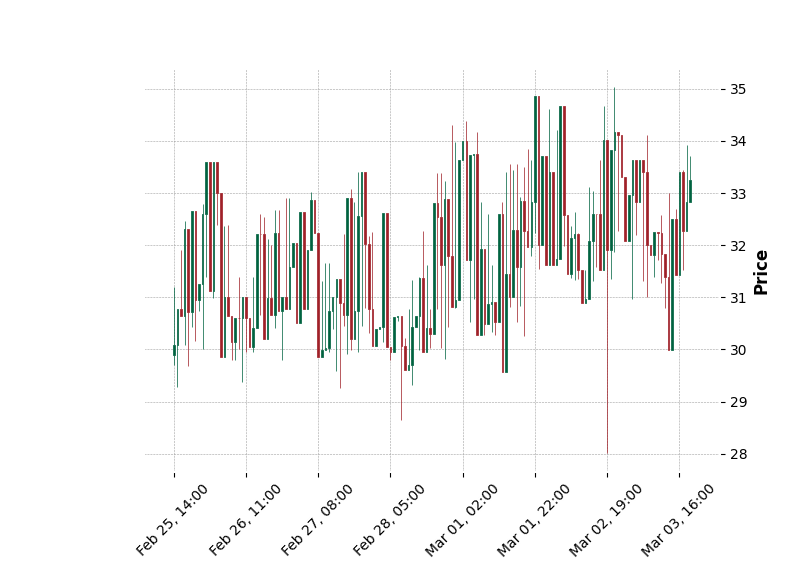 35
34
33
32
31
30
29
28
Price
Feb 25, 14:00
Feb 26, 11:00
Feb 27, 08:00
Feb 28, 05:00
Mar 01, 02:00
Mar 01, 22:00
Mar 02, 19:00
Mar 03, 16:00